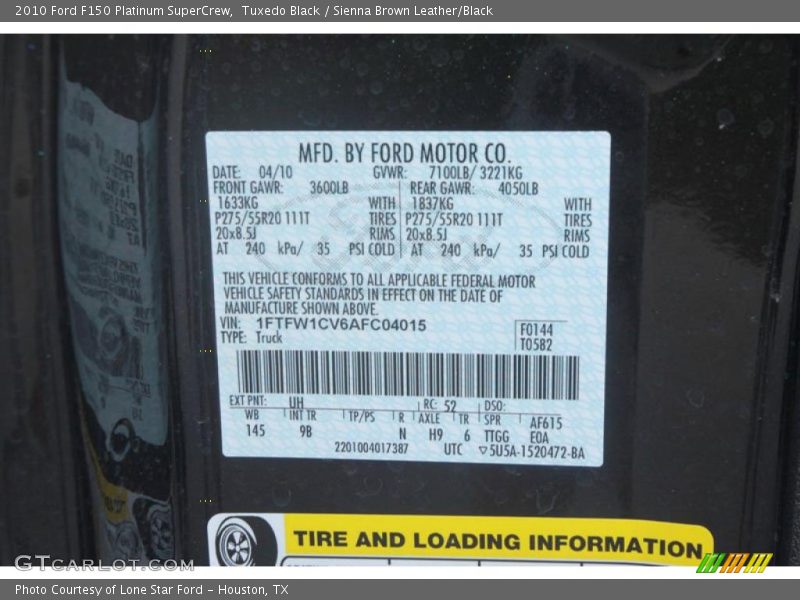 2010 Ford F150 Platinum SuperCrew,  Tuxedo Black / Sienna Brown Leather/Black
MFD. BY FORD MOTOR CO.
DATE: 04/10 GVWR: 7100LB/ 3221KG
FRONT GAWR: 3600LB REAR GAWR: 4050LB
1633KG WITH 1837KG WITH
P275/55R20 111T TIRES P275/55R20 111T TIRES
20x8.5J RIMS 20x8.5J RIMS
AT 240 kPa/ 35 PSI COLD AT 240 kPa/ 35 PSI COLD
THIS VEHICLE CONFORMS TO ALL APPLICABLE FEDERAL MOTOR
VEHICLE SAFETY STANDARDS IN EFFECT ON THE DATE OF
MANUFACTURE SHOWN ABOVE.
VIN: 1FTFW1CV6AFC04015 F0144
TYPE: Truck T0582
EXT PNT: UH RC: 52 DSO:
WB INT TR TP/PS R AXLE TR SPR AF615
145 9B N H9 6 TTGG E0A
2201004017387 UTC ▽5U5A-1520472-BA
TIRE AND LOADING INFORMATION
GTCARLOT.COM
Photo Courtesy of Lone Star Ford - Houston, TX